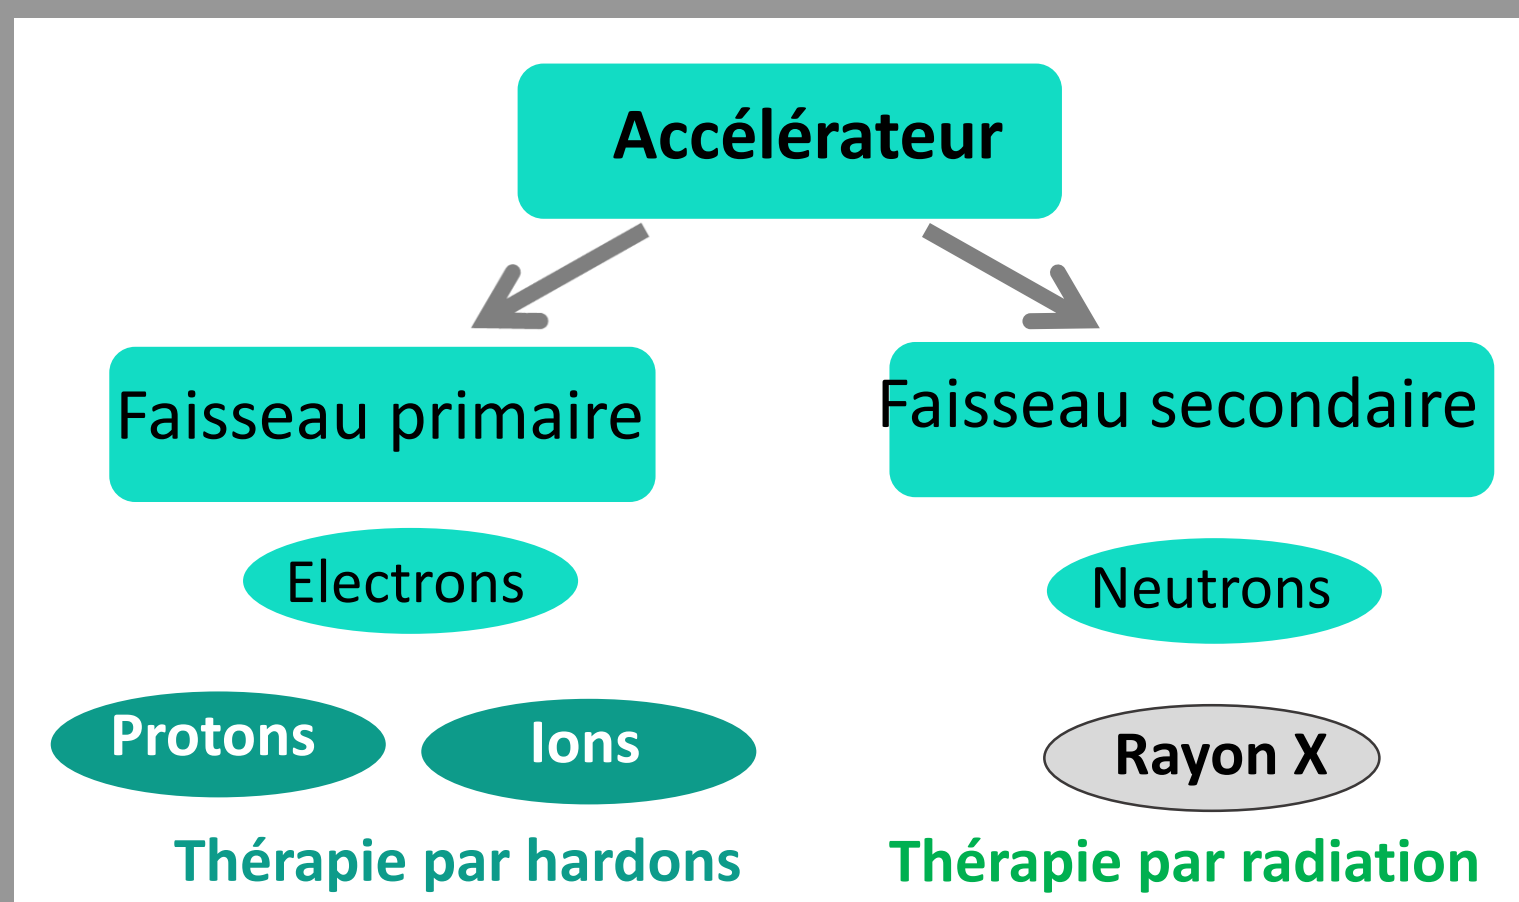 Accélérateur
Faisseau primaire
Faisseau secondaire
Electrons
Neutrons
Protons
Ions
Rayon X
Thérapie par hardons
Thérapie par radiation